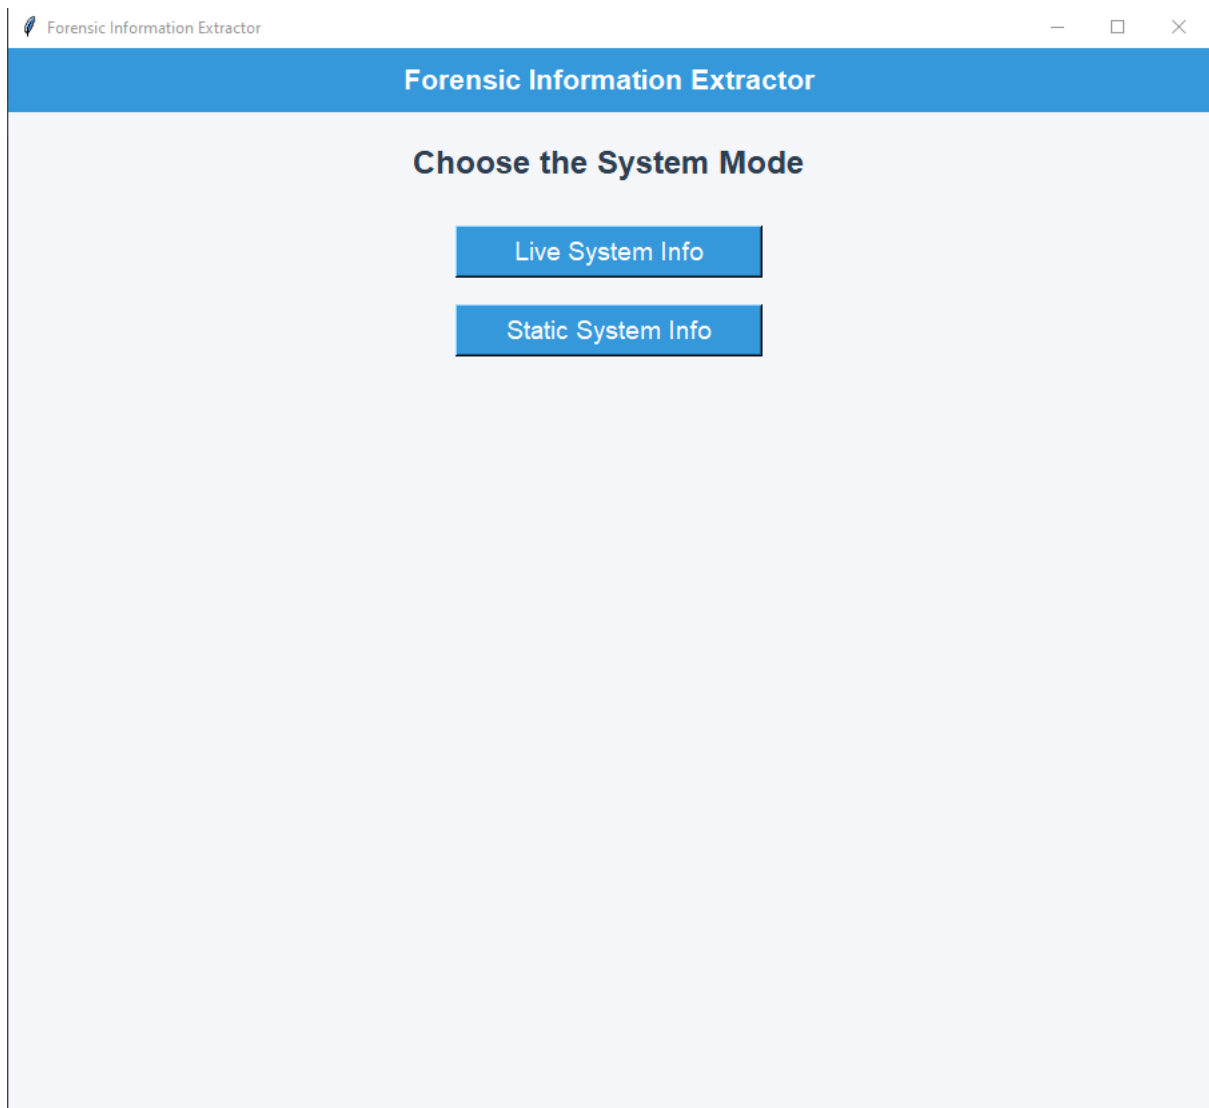 Forensic Information Extractor
Forensic Information Extractor
Choose the System Mode
Live System Info
Static System Info